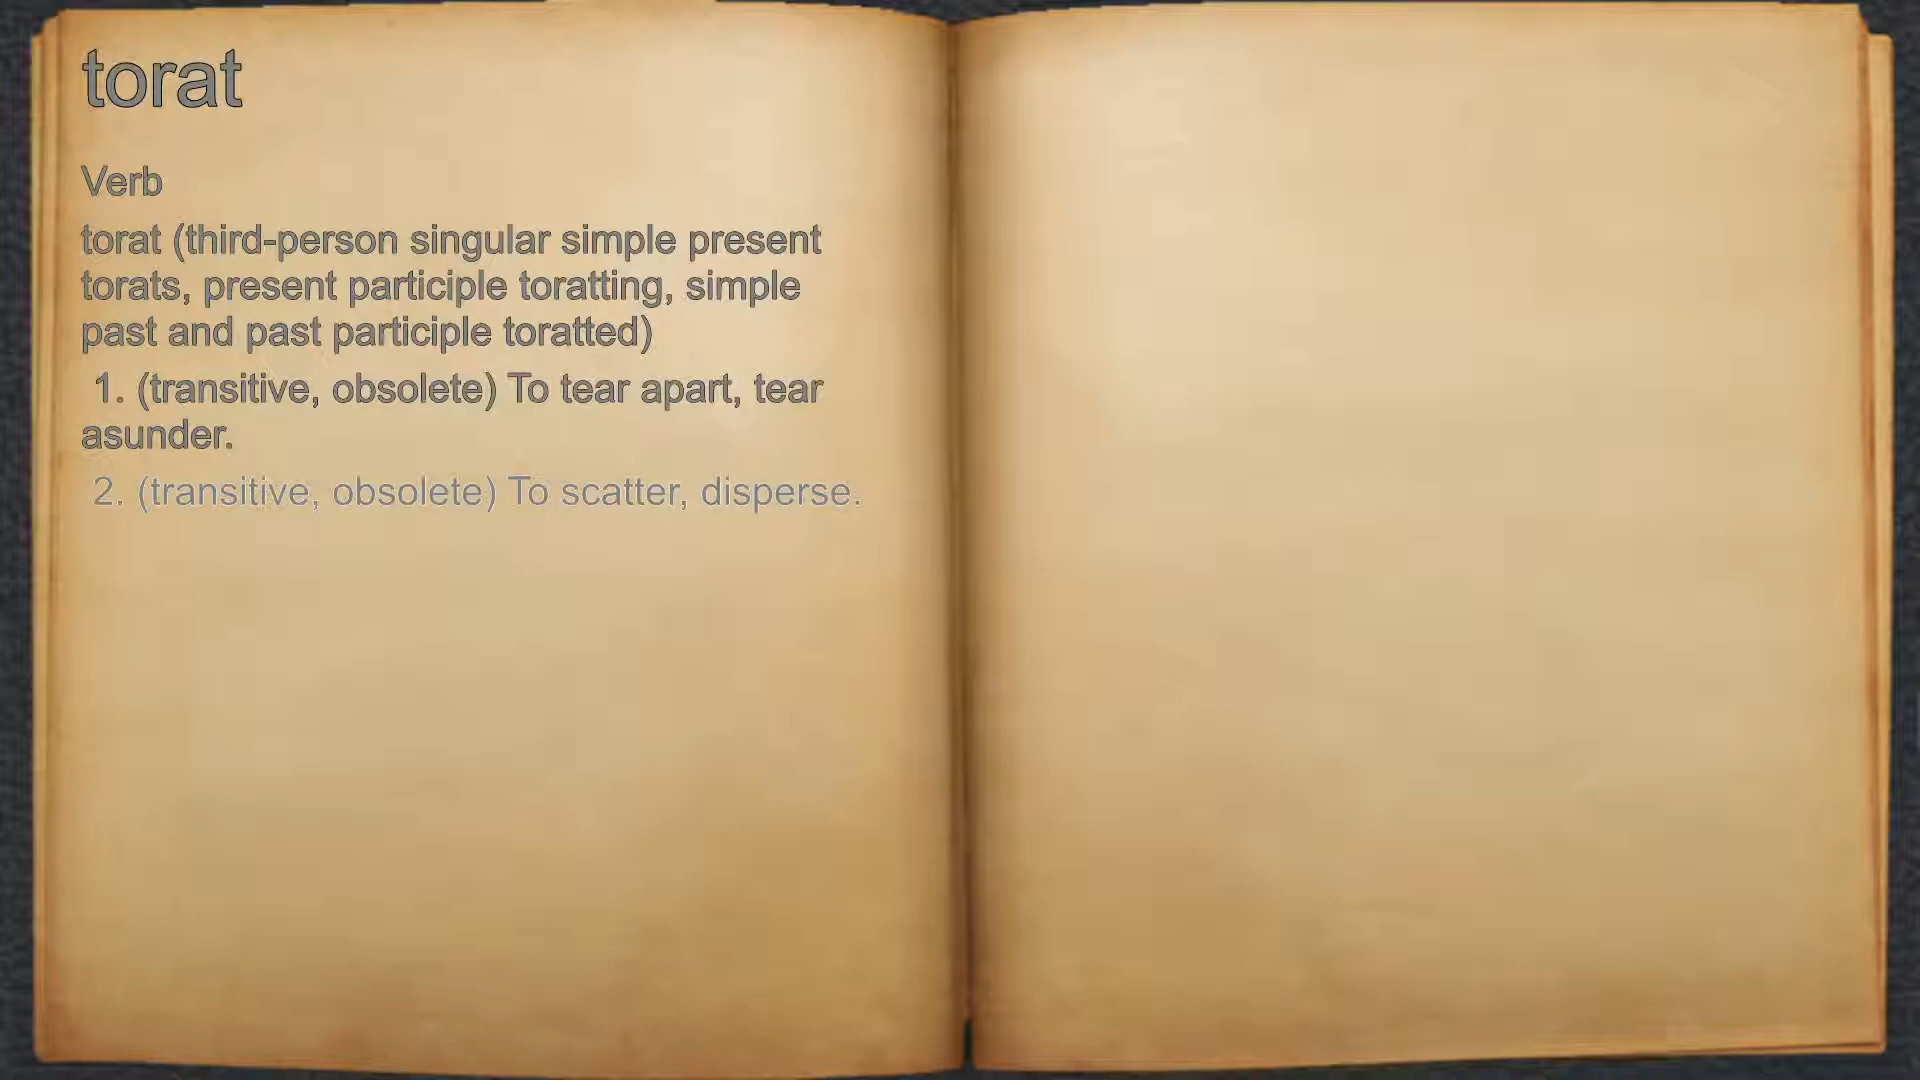 torat
Verb
torat (third-person singular simple present
torats, present participle toratting, simple
past and past participle toratted)
1. (transitive, obsolete) To tear apart, tear
asunder.
2. (transitive, obsolete) To scatter, disperse.